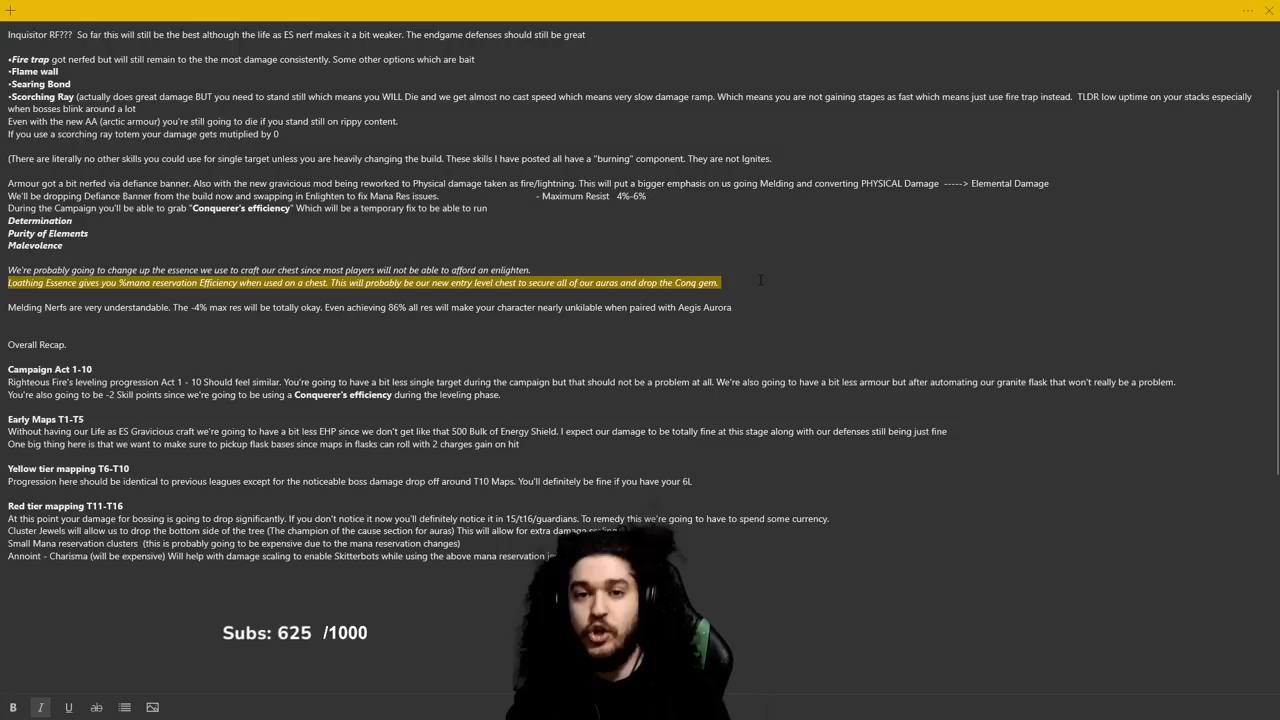 Inquisitor RF??? So far this will still be the best although the life as ES nerf makes it a bit weaker. The endgame defenses should still be great
•Fire trap got nerfed but will still remain to the the most damage consistently. Some other options which are bait
•Flame wall
•Searing Bond
•Scorching Ray (actually does great damage BUT you need to stand still which means you WILL Die and we get almost no cast speed which means very slow damage ramp. Which means you are not gaining stages as fast which means just use fire trap instead. TLDR low uptime on your stacks especially
when bosses blink around a lot
Even with the new AA (arctic armour) you're still going to die if you stand still on rippy content.
If you use a scorching ray totem your damage gets mutiplied by 0
(There are literally no other skills you could use for single target unless you are heavily changing the build. These skills I have posted all have a "burning" component. They are not Ignites.
Armour got a bit nerfed via defiance banner. Also with the new gravicious mod being reworked to Physical damage taken as fire/lightning. This will put a bigger emphasis on us going Melding and converting PHYSICAL Damage -----> Elemental Damage
We'll be dropping Defiance Banner from the build now and swapping in Enlighten to fix Mana Res issues. - Maximum Resist 4%-6%
During the Campaign you'll be able to grab "Conquerer's efficiency" Which will be a temporary fix to be able to run
Determination
Purity of Elements
Malevolence
We're probably going to change up the essence we use to craft our chest since most players will not be able to afford an enlighten.
Loathing Essence gives you %mana reservation Efficiency when used on a chest. This will probably be our new entry level chest to secure all of our auras and drop the Conq gem.
Melding Nerfs are very understandable. The -4% max res will be totally okay. Even achieving 86% all res will make your character nearly unkilable when paired with Aegis Aurora
Overall Recap.
Campaign Act 1-10
Righteous Fire's leveling progression Act 1 - 10 Should feel similar. You're going to have a bit less single target during the campaign but that should not be a problem at all. We're also going to have a bit less armour but after automating our granite flask that won't really be a problem.
You're also going to be -2 Skill points since we're going to be using a Conquerer's efficiency during the leveling phase.
Early Maps T1-T5
Without having our Life as ES Gravicious craft we're going to have a bit less EHP since we don't get like that 500 Bulk of Energy Shield. I expect our damage to be totally fine at this stage along with our defenses still being just fine
One big thing here is that we want to make sure to pickup flask bases since maps in flasks can roll with 2 charges gain on hit
Yellow tier mapping T6-T10
Progression here should be identical to previous leagues except for the noticeable boss damage drop off around T10 Maps. You'll definitely be fine if you have your 6L
Red tier mapping T11-T16
At this point your damage for bossing is going to drop significantly. If you don't notice it now you'll definitely notice it in 15/t16/guardians. To remedy this we're going to have to spend some currency.
Cluster Jewels will allow us to drop the bottom side of the tree (The champion of the cause section for auras) This will allow for extra damage
Small Mana reservation clusters (this is probably going to be expensive due to the mana reservation changes)
Annoint - Charisma (will be expensive) Will help with damage scaling to enable Skitterbots while using the above mana reservation
Subs: 625 /1000
B I U ab